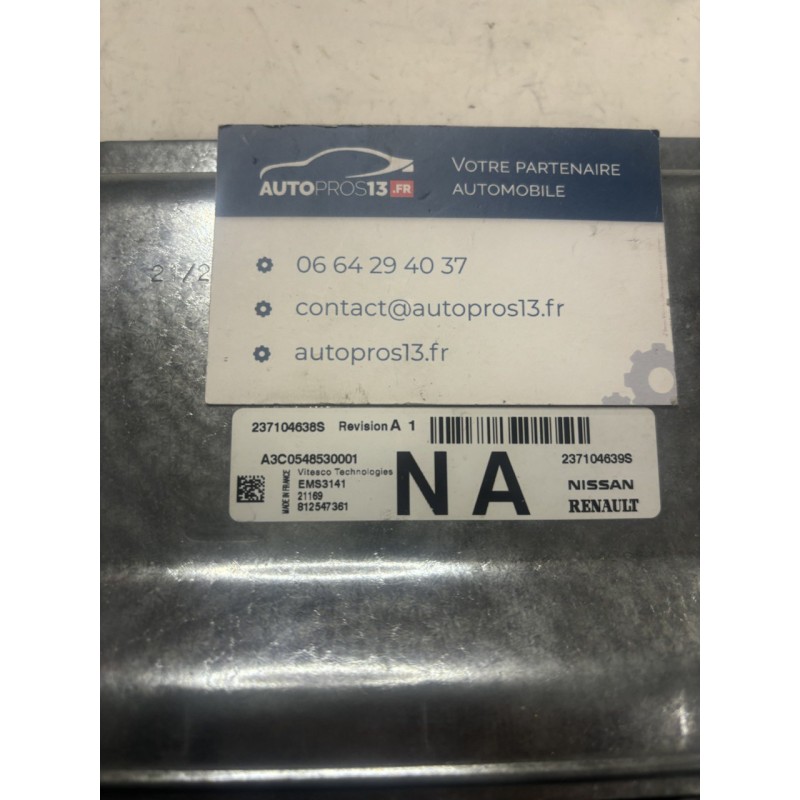 AUTOPROS13.FR
VOTRE PARTENAIRE
AUTOMOBILE
06 64 29 40 37
contact@autopros13.fr
autopros13.fr
237104638S Revision A 1
A3C0548530001
237104639S
Vitesco Technologies
EMS3141
21169
812547361
MADE IN FRANCE
NA
NISSAN
RENAULT